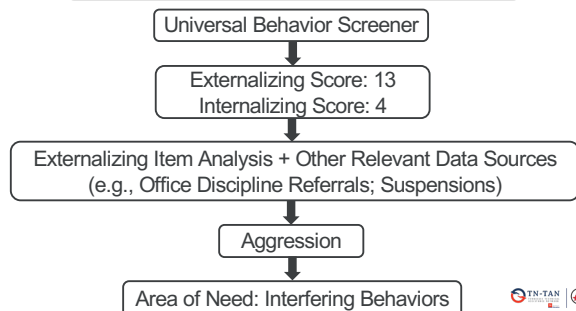 Universal Behavior Screener
Externalizing Score: 13
Internalizing Score: 4
Externalizing Item Analysis + Other Relevant Data Sources
(e.g., Office Discipline Referrals; Suspensions)
Aggression
Area of Need: Interfering Behaviors
TN-TAN